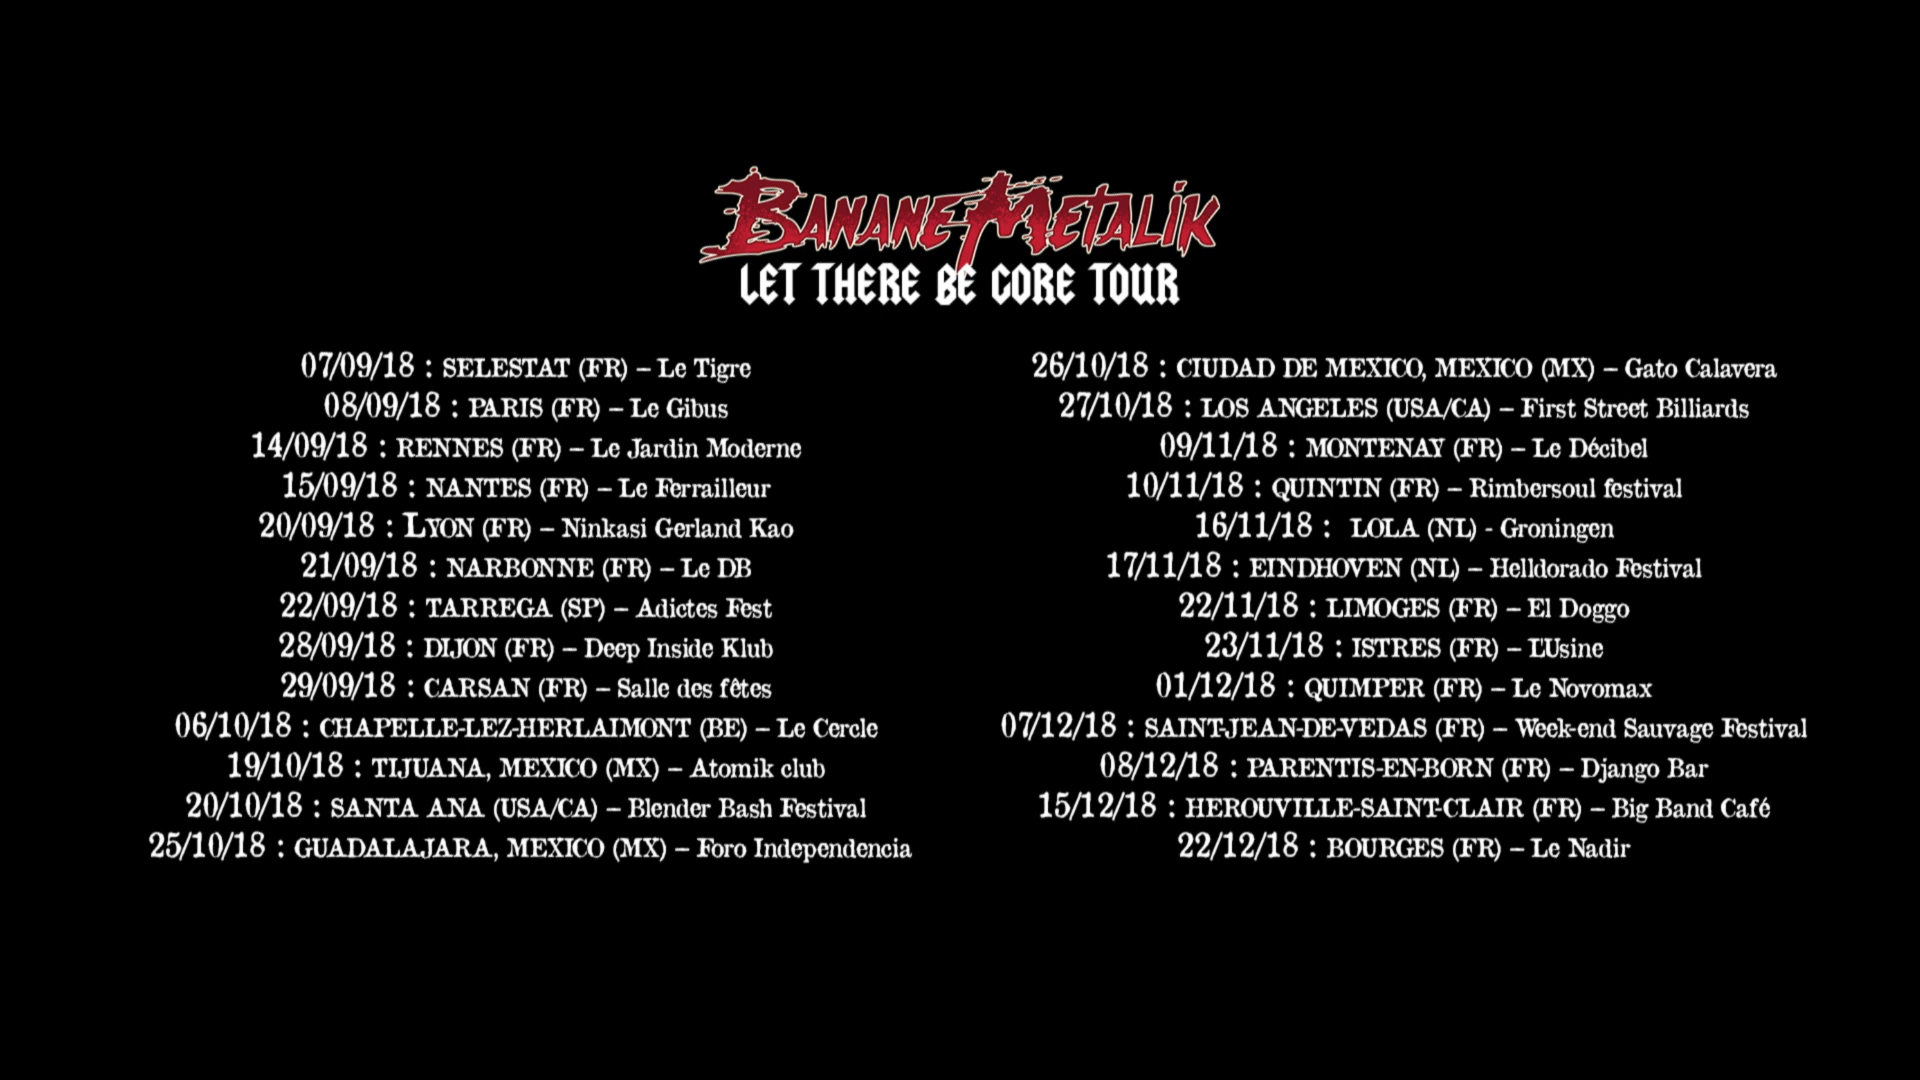 BANANE METALIK
LET THERE BE GORE TOUR
07/09/18 : SELESTAT (FR) – Le Tigre
08/09/18 : PARIS (FR) – Le Gibus
14/09/18 : RENNES (FR) – Le Jardin Moderne
15/09/18 : NANTES (FR) – Le Ferrailleur
20/09/18 : LYON (FR) – Ninkasi Gerland Kao
21/09/18 : NARBONNE (FR) – Le DB
22/09/18 : TARREGA (SP) – Adictes Fest
28/09/18 : DIJON (FR) – Deep Inside Klub
29/09/18 : CARSAN (FR) – Salle des fêtes
06/10/18 : CHAPELLE-LEZ-HERLAIMONT (BE) – Le Cercle
19/10/18 : TIJUANA, MEXICO (MX) – Atomik club
20/10/18 : SANTA ANA (USA/CA) – Blender Bash Festival
25/10/18 : GUADALAJARA, MEXICO (MX) – Foro Independencia
26/10/18 : CIUDAD DE MEXICO, MEXICO (MX) – Gato Calavera
27/10/18 : LOS ANGELES (USA/CA) – First Street Billiards
09/11/18 : MONTENAY (FR) – Le Décibel
10/11/18 : QUINTIN (FR) – Rimbersoul festival
16/11/18 : LOLA (NL) - Groningen
17/11/18 : EINDHOVEN (NL) – Helldorado Festival
22/11/18 : LIMOGES (FR) – El Doggo
23/11/18 : ISTRES (FR) – L'Usine
01/12/18 : QUIMPER (FR) – Le Novomax
07/12/18 : SAINT-JEAN-DE-VEDAS (FR) – Week-end Sauvage Festival
08/12/18 : PARENTIS-EN-BORN (FR) – Django Bar
15/12/18 : HEROUVILLE-SAINT-CLAIR (FR) – Big Band Café
22/12/18 : BOURGES (FR) – Le Nadir